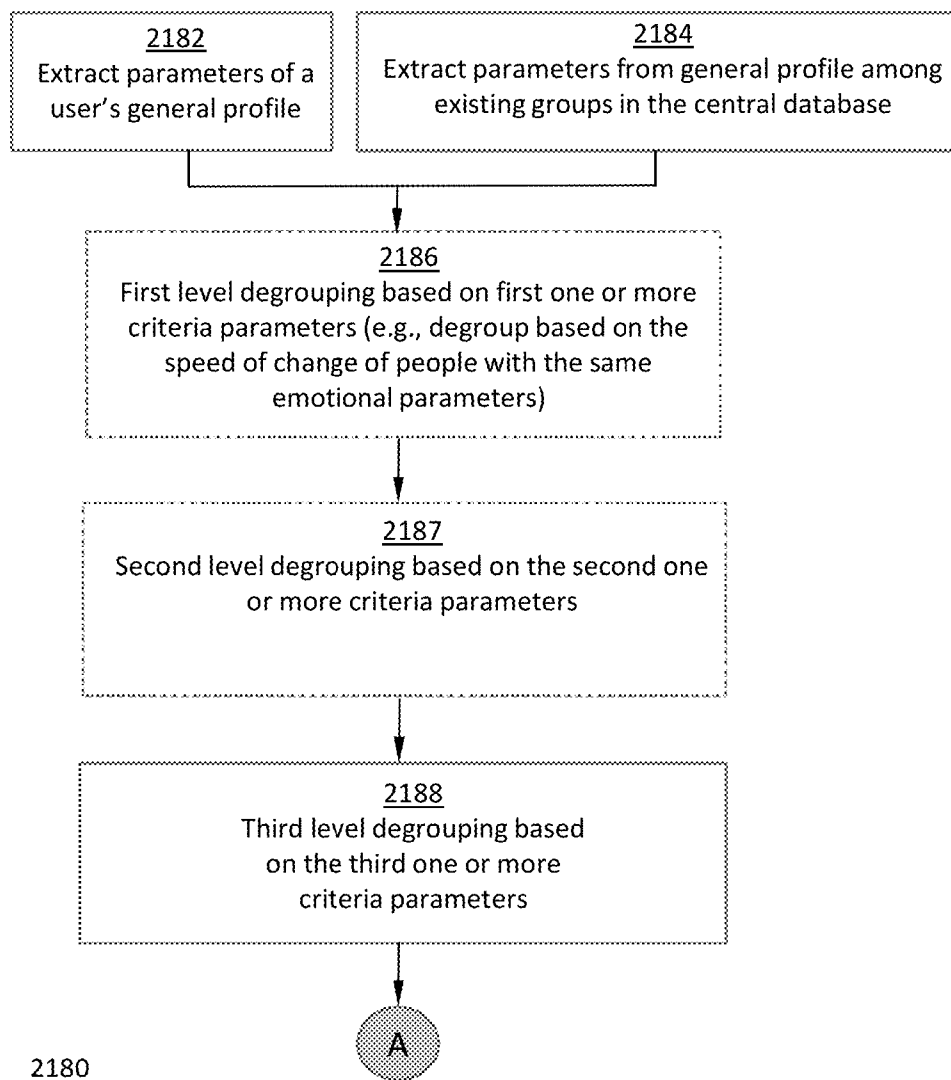 2182
Extract parameters of a
user's general profile
2184
Extract parameters from general profile among
existing groups in the central database
2186
First level degrouping based on first one or more
criteria parameters (e.g., degroup based on the
speed of change of people with the same
emotional parameters)
2187
Second level degrouping based on the second one
or more criteria parameters
2188
Third level degrouping based
on the third one or more
criteria parameters
A
2180